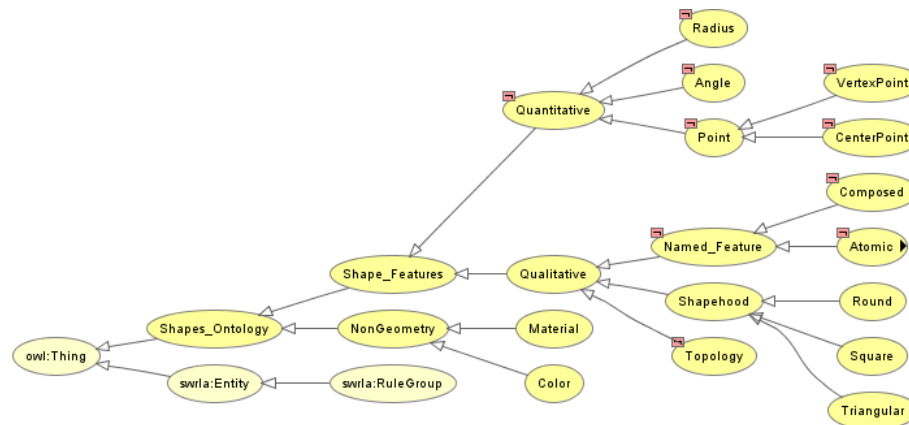 Radius
Angle
VertexPoint
Quantitative
Point
CenterPoint
Composed
Named_Feature
Atomic
Shape_Features
Qualitative
Shapehood
Round
Shapes_Ontology
NonGeometry
Material
owl:Thing
Topology
Square
swrla:Entity
swrla:RuleGroup
Color
Triangular